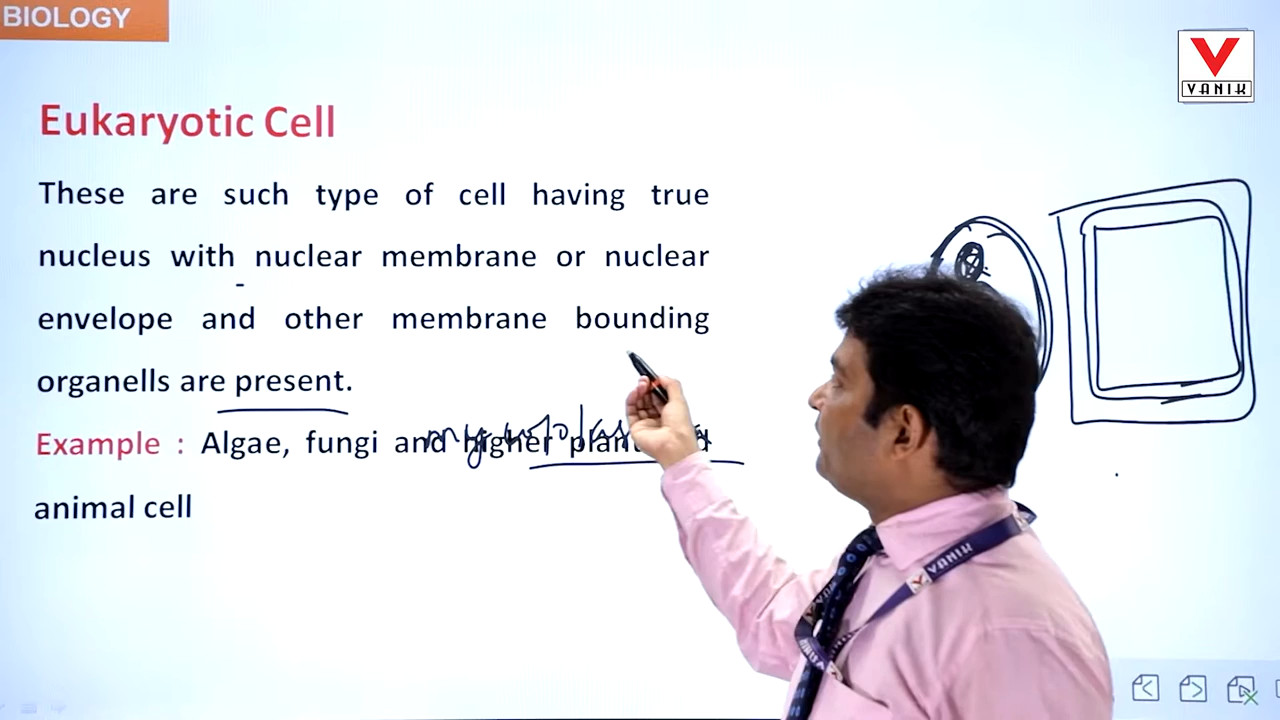 BIOLOGY
VANIK
Eukaryotic Cell
These are such type of cell having true
nucleus with nuclear membrane or nuclear
envelope and other membrane bounding
organells are present.
Example : Algae, fungi and higher plant
animal cell
VANIK